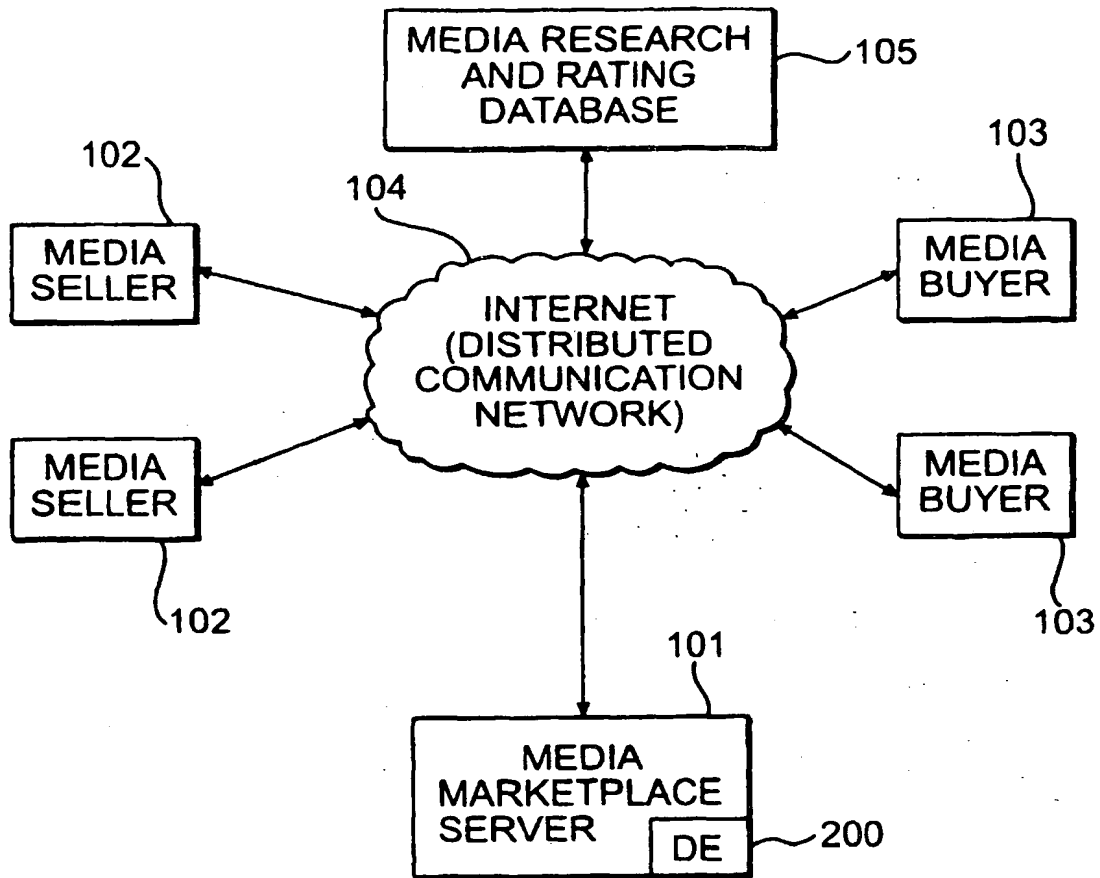 MEDIA RESEARCH
AND RATING
DATABASE
105
102
104
103
MEDIA
SELLER
INTERNET
(DISTRIBUTED
COMMUNICATION
NETWORK)
MEDIA
BUYER
MEDIA
SELLER
MEDIA
BUYER
102
103
101
MEDIA
MARKETPLACE
SERVER
DE
200